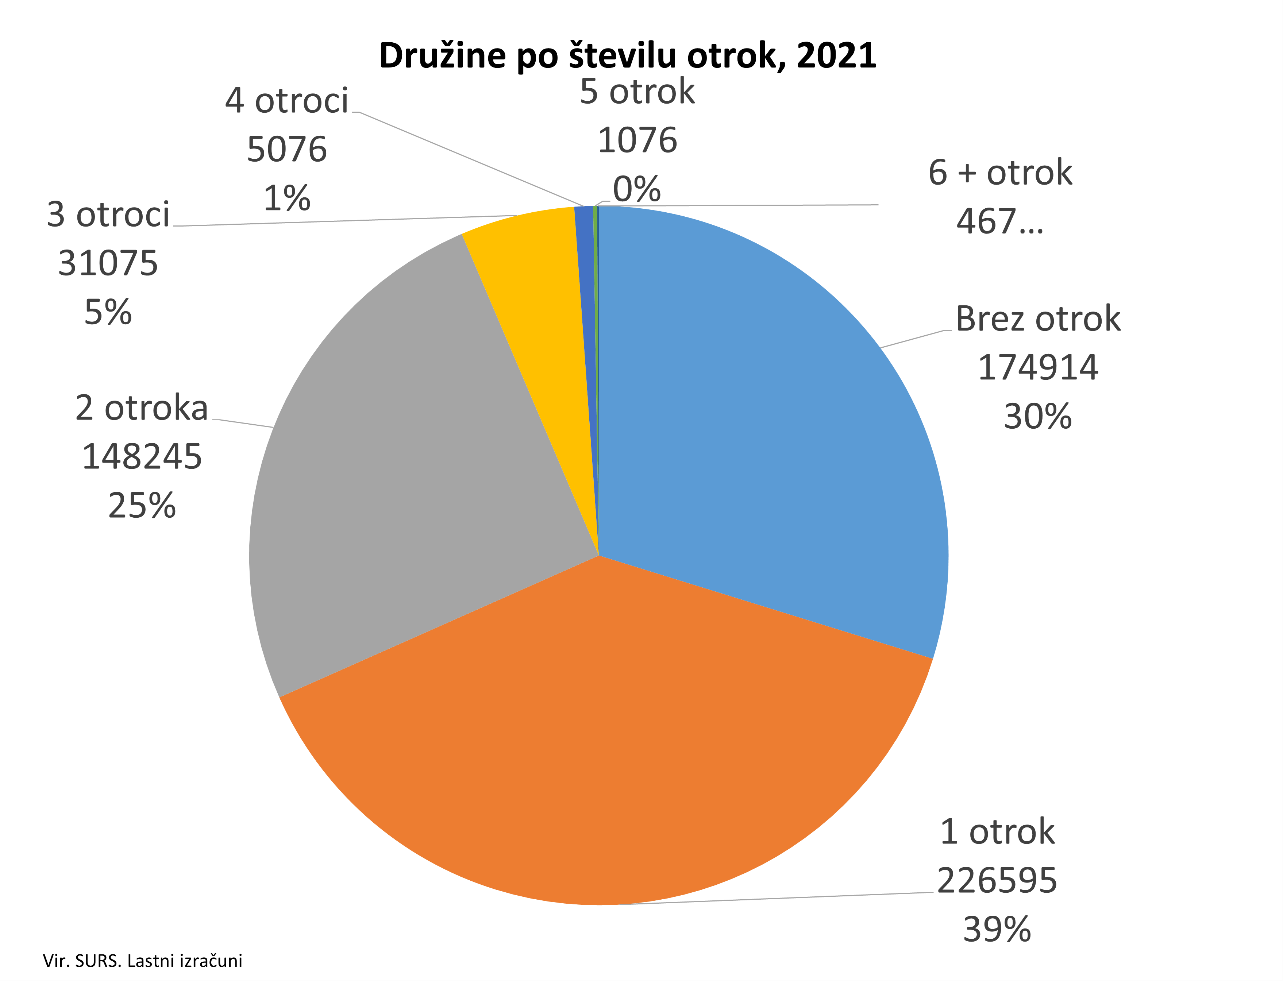 Družine po številu otrok, 2021
4 otroci
5076
1%
5 otrok
1076
0%
6 + otrok
467...
3 otroci
31075
5%
Brez otrok
174914
30%
2 otroka
148245
25%
1 otrok
226595
39%
Vir. SURS. Lastni izračuni